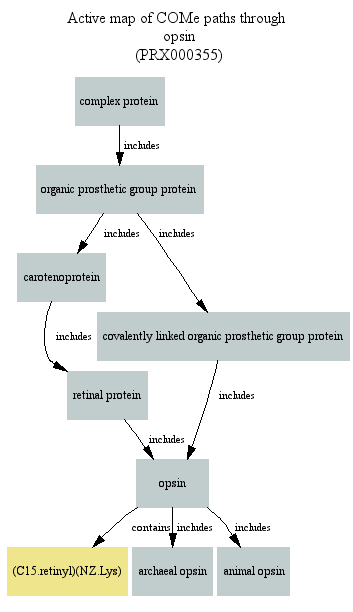 Active map of COMe paths through
opsin
(PRX000355)
complex protein
includes
organic prosthetic group protein
includes
includes
carotenoprotein
covalently linked organic prosthetic group protein
includes
retinal protein
includes
includes
opsin
contains
includes
includes
(C15.retinyl)(NZ.Lys)
archaeal opsin
animal opsin